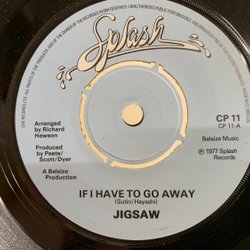 Splash
Arranged
by Richard
Hewson
Produced
by Peate/
Scott/Dyer
A Belsize
Production
CP 11
CP 11-A
Belsize Music
℗ 1977 Splash
Records
IF I HAVE TO GO AWAY
(Sutin/Hayashi)
JIGSAW